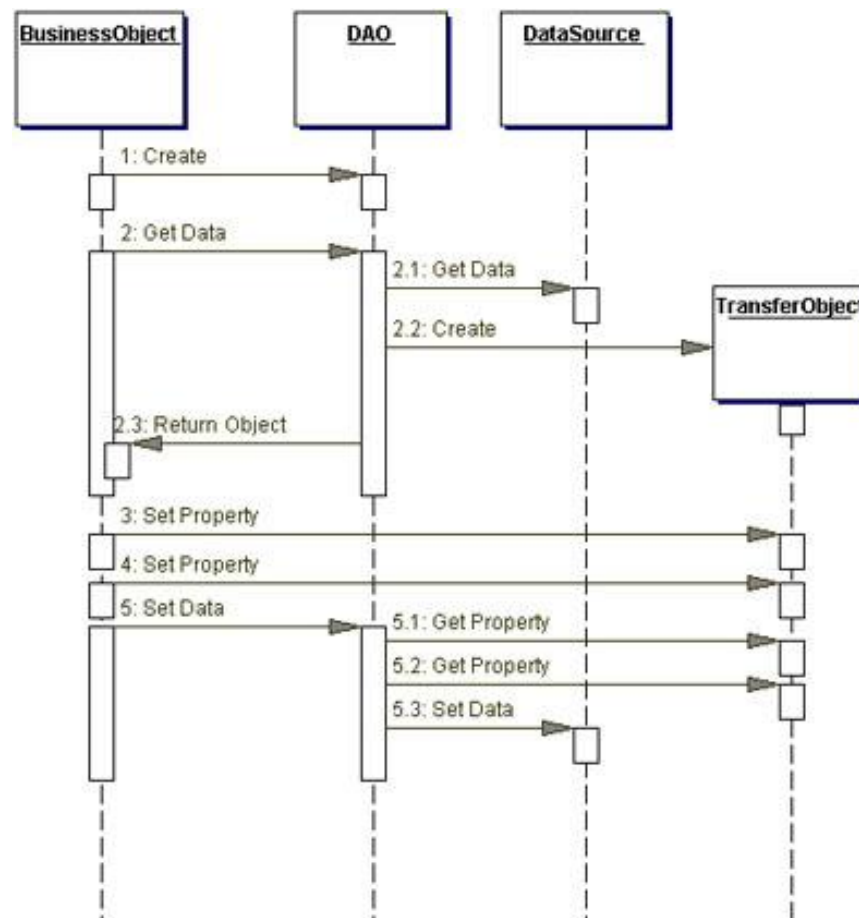 BusinessObject
DAO
DataSource
1: Create
2: Get Data
2.1: Get Data
TransferObject
2.2: Create
2.3: Return Object
3: Set Property
4: Set Property
5: Set Data
5.1: Get Property
5.2: Get Property
5.3: Set Data